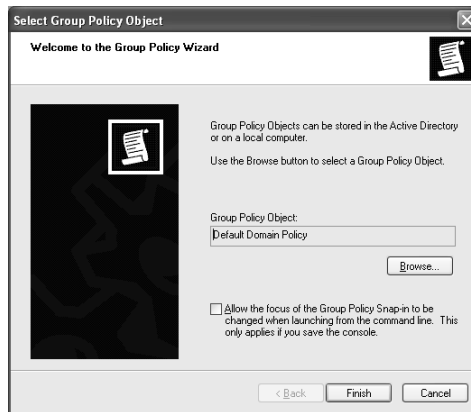 Select Group Policy Object
Welcome to the Group Policy Wizard
Group Policy Objects can be stored in the Active Directory
or on a local computer.
Use the Browse button to select a Group Policy Object.
Group Policy Object:
Default Domain Policy
Browse...
Allow the focus of the Group Policy Snap-in to be
changed when launching from the command line. This
only applies if you save the console.
< Back
Finish
Cancel